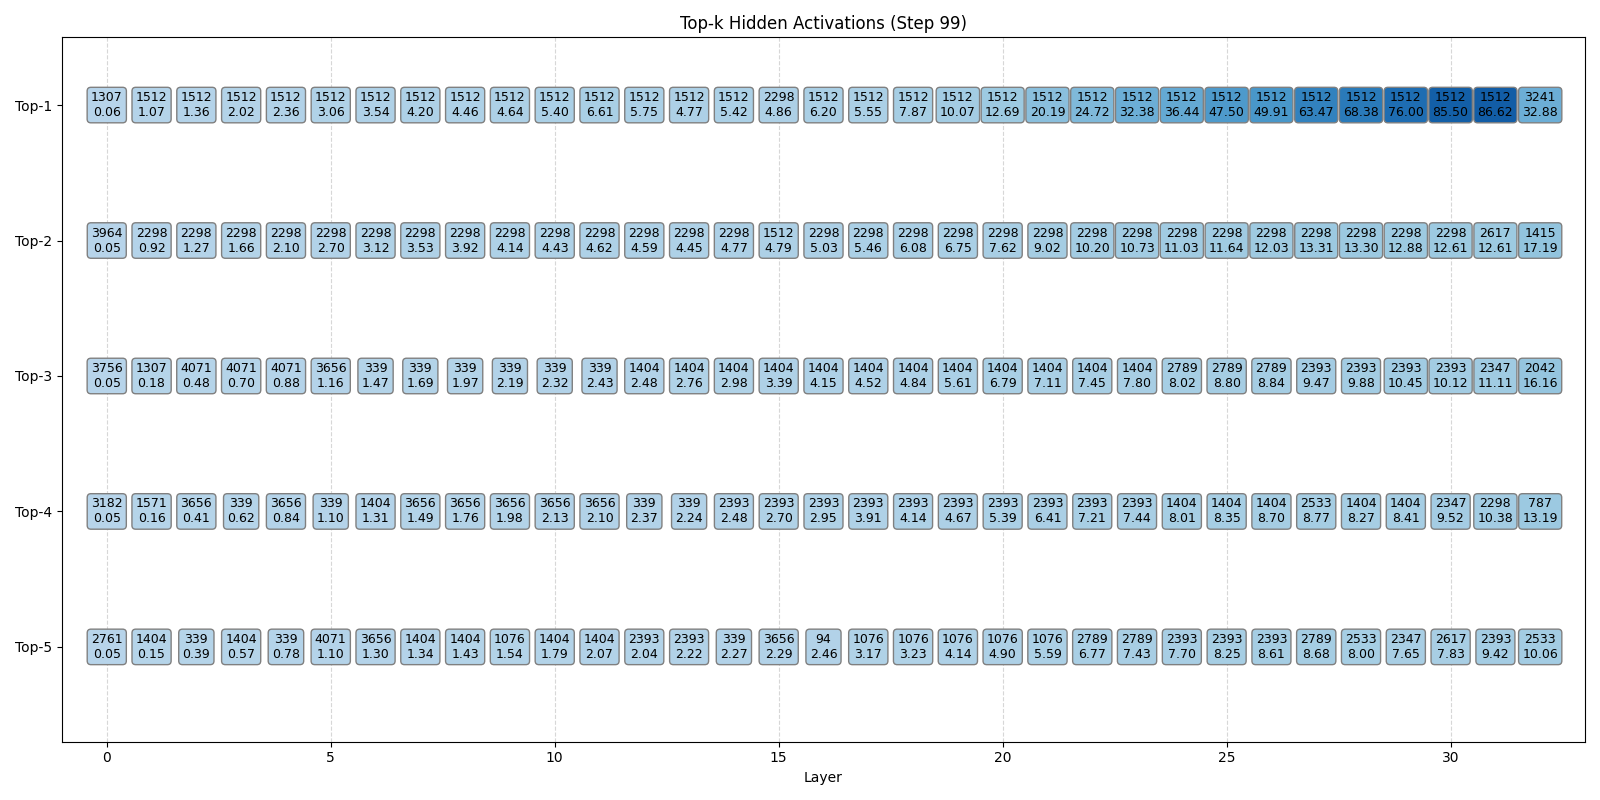 Top-k Hidden Activations (Step 99)
Top-1
1307 1512 1512 1512 1512 1512 1512 1512 1512 1512 1512 1512 1512 1512 1512 2298 1512 1512 1512 1512 1512 1512 1512 1512 1512 1512 1512 1512 1512 1512 1512 1512 3241
0.06 1.07 1.36 2.02 2.36 3.06 3.54 4.20 4.46 4.64 5.40 6.61 5.75 4.77 5.42 4.86 6.20 5.55 7.87 10.07 12.69 20.19 24.72 32.38 36.44 47.50 49.91 63.47 68.38 76.00 85.50 86.62 32.88
Top-2
3964 2298 2298 2298 2298 2298 2298 2298 2298 2298 2298 2298 2298 2298 2298 1512 2298 2298 2298 2298 2298 2298 2298 2298 2298 2298 2298 2298 2298 2298 2298 2617 1415
0.05 0.92 1.27 1.66 2.10 2.70 3.12 3.53 3.92 4.14 4.43 4.62 4.59 4.45 4.77 4.79 5.03 5.46 6.08 6.75 7.62 9.02 10.20 10.73 11.03 11.64 12.03 13.31 13.30 12.88 12.61 12.61 17.19
Top-3
3756 1307 4071 4071 4071 3656 339 339 339 339 339 339 1404 1404 1404 1404 1404 1404 1404 1404 1404 1404 1404 1404 2789 2789 2789 2393 2393 2393 2393 2347 2042
0.05 0.18 0.48 0.70 0.88 1.16 1.47 1.69 1.97 2.19 2.32 2.43 2.48 2.76 2.98 3.39 4.15 4.52 4.84 5.61 6.79 7.11 7.45 7.80 8.02 8.80 8.84 9.47 9.88 10.45 10.12 11.11 16.16
Top-4
3182 1571 3656 339 3656 339 1404 3656 3656 3656 3656 3656 339 339 2393 2393 2393 2393 2393 2393 2393 2393 2393 2393 1404 1404 1404 2533 1404 1404 2347 2298 787
0.05 0.16 0.41 0.62 0.84 1.10 1.31 1.49 1.76 1.98 2.13 2.10 2.37 2.24 2.48 2.70 2.95 3.91 4.14 4.67 5.39 6.41 7.21 7.44 8.01 8.35 8.70 8.77 8.27 8.41 9.52 10.38 13.19
Top-5
2761 1404 339 1404 339 4071 3656 1404 1404 1076 1404 1404 2393 2393 339 3656 94 1076 1076 1076 1076 1076 2789 2789 2393 2393 2393 2789 2533 2347 2617 2393 2533
0.05 0.15 0.39 0.57 0.78 1.10 1.30 1.34 1.43 1.54 1.79 2.07 2.04 2.22 2.27 2.29 2.46 3.17 3.23 4.14 4.90 5.59 6.77 7.43 7.70 8.25 8.61 8.68 8.00 7.65 7.83 9.42 10.06
0 5 10 15 20 25 30
Layer